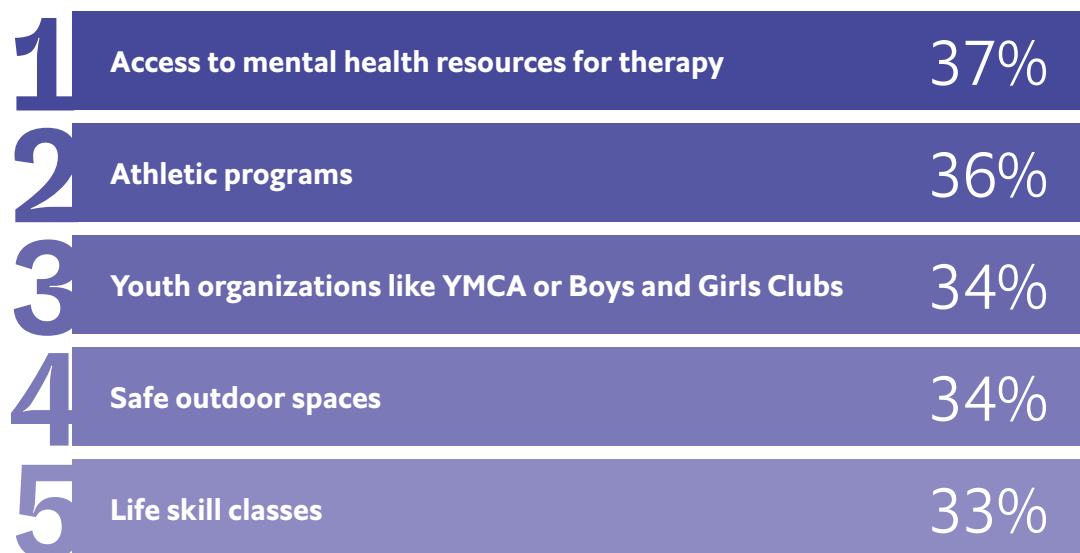 1 Access to mental health resources for therapy 37%
2 Athletic programs 36%
3 Youth organizations like YMCA or Boys and Girls Clubs 34%
4 Safe outdoor spaces 34%
5 Life skill classes 33%